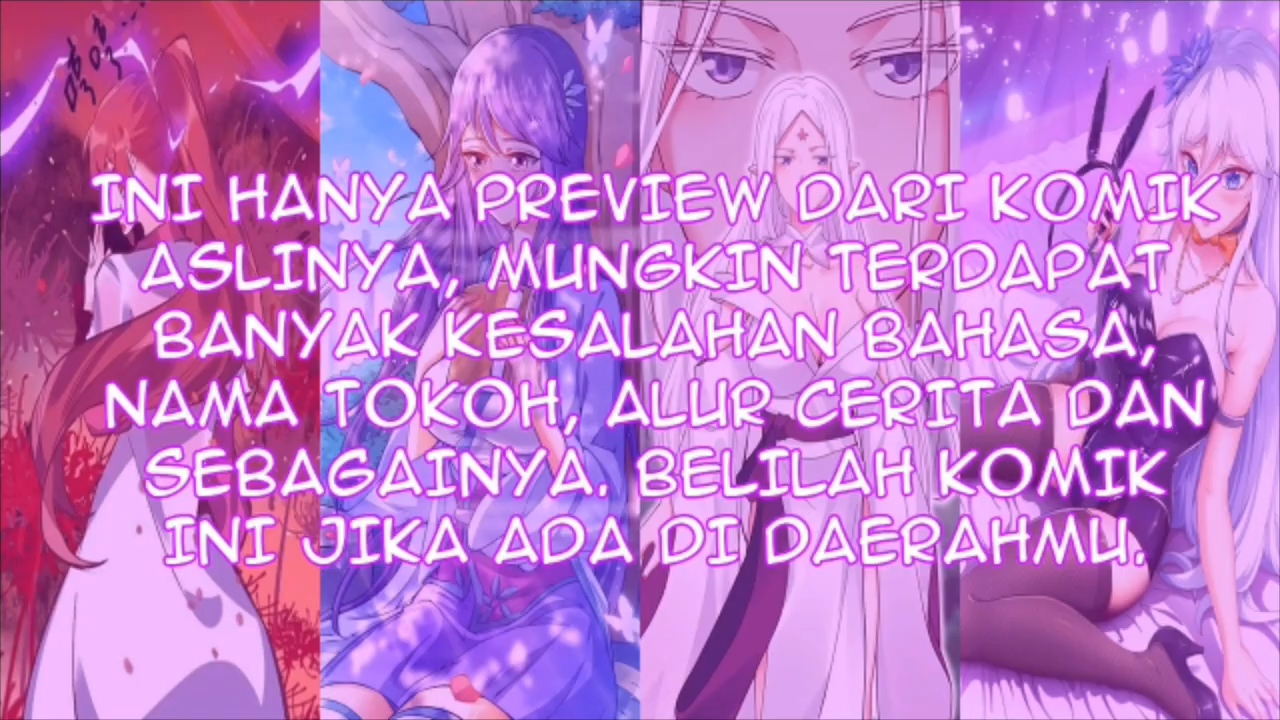 INI HANYA PREVIEW DARI KOMIK
ASLINYA, MUNGKIN TERDAPAT
BANYAK KESALAHAN BAHASA,
NAMA TOKOH, ALUR CERITA DAN
SEBAGAINYA. BELILAH KOMIK
INI JIKA ADA DI DAERAHMU.